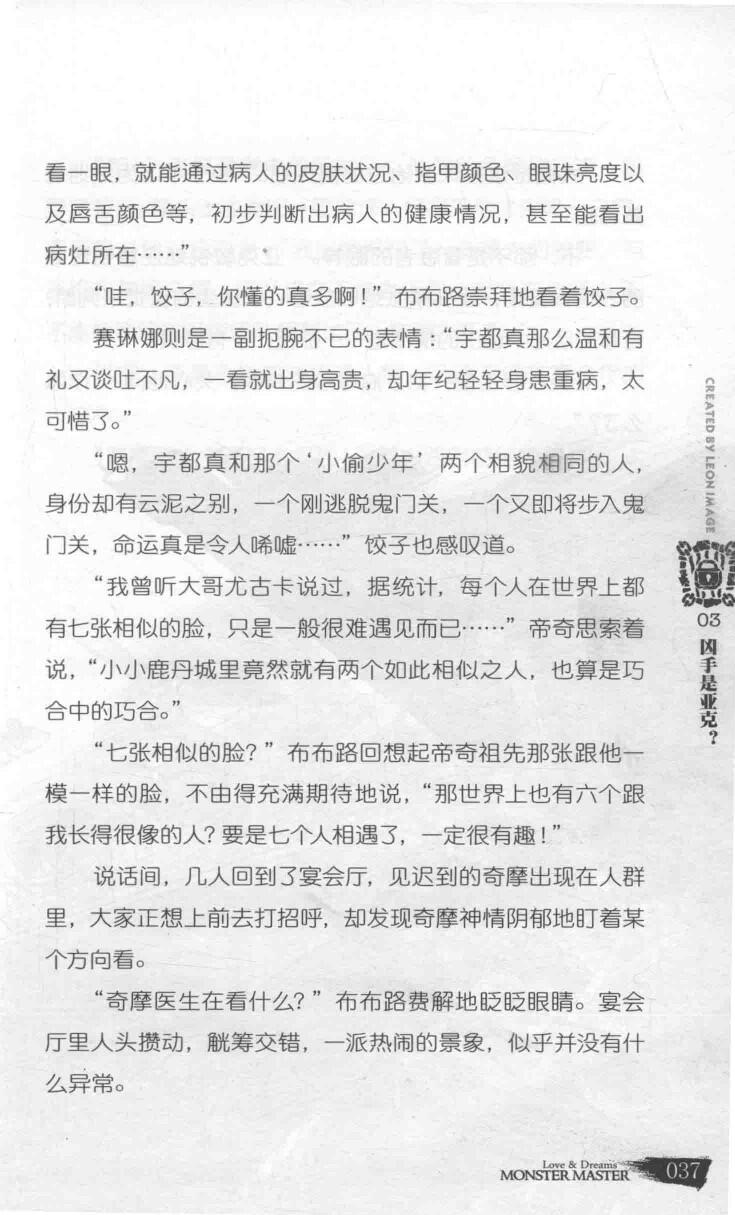 看一眼，就能通过病人的皮肤状况、指甲颜色、眼珠亮度以
及唇舌颜色等，初步判断出病人的健康情况，甚至能看出
病灶所在……”
“哇，饺子，你懂的真多啊！”布布路崇拜地看着饺子。
赛琳娜则是一副扼腕不已的表情：“宇都真那么温和有
礼又谈吐不凡，一看就出身高贵，却年纪轻轻身患重病，太
可惜了。”
“嗯，宇都真和那个‘小偷少年’两个相貌相同的人，
身份却有云泥之别，一个刚逃脱鬼门关，一个又即将步入鬼
门关，命运真是令人唏嘘……”饺子也感叹道。
“我曾听大哥尤古卡说过，据统计，每个人在世界上都
有七张相似的脸，只是一般很难遇见而已……”帝奇思索着
说，“小小鹿丹城里竟然就有两个如此相似之人，也算是巧
合中的巧合。”
“七张相似的脸？”布布路回想起帝奇祖先那张跟他一
模一样的脸，不由得充满期待地说，“那世界上也有六个跟
我长得很像的人？要是七个人相遇了，一定很有趣！”
说话间，几人回到了宴会厅，见迟到的奇摩出现在人群
里，大家正想上前去打招呼，却发现奇摩神情阴郁地盯着某
个方向看。
“奇摩医生在看什么？”布布路费解地眨眨眼睛。宴会
厅里人头攒动，觥筹交错，一派热闹的景象，似乎并没有什
么异常。
CREATED BY LEON IMAGE
03
凶手是亚克？
Love & Dreams
MONSTER MASTER
037